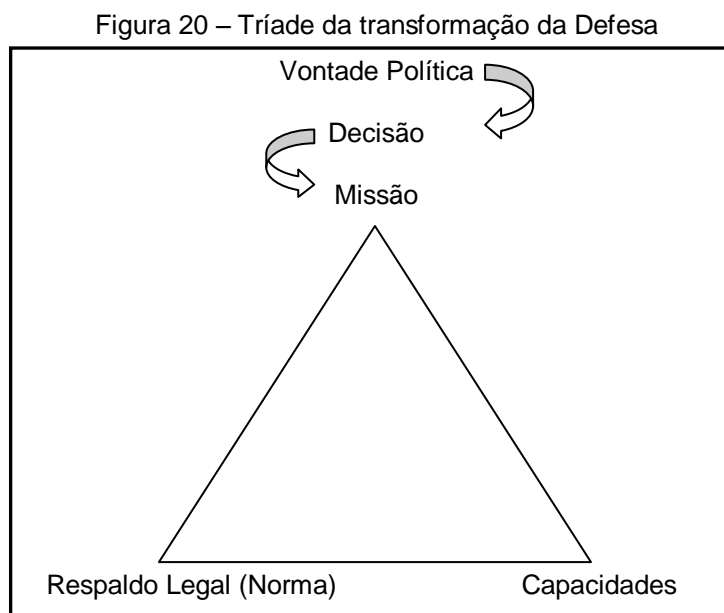 Figura 20 – Tríade da transformação da Defesa
Vontade Política
Decisão
Missão
Respaldo Legal (Norma) Capacidades